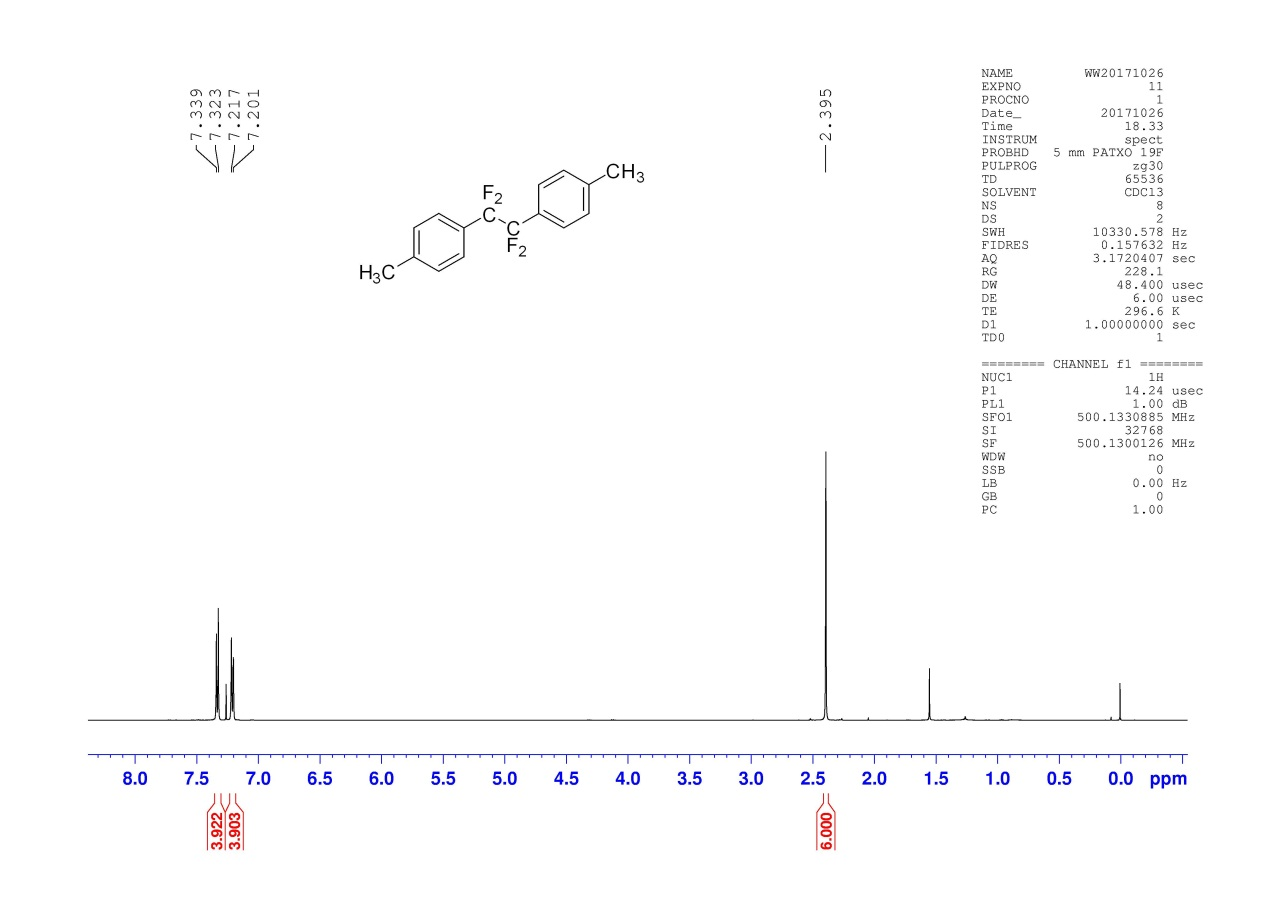 7.339
7.323
7.217
7.201
2.395
CH3
F2
C
C
F2
H3C
NAME WW20171026
EXPNO 11
PROCNO 1
Date_ 20171026
Time 18.33
INSTRUM spect
PROBHD 5 mm PATXO 19F
PULPROG zg30
TD 65536
SOLVENT CDCl3
NS 8
DS 2
SWH 10330.578 Hz
FIDRES 0.157632 Hz
AQ 3.1720407 sec
RG 228.1
DW 48.400 usec
DE 6.00 usec
TE 296.6 K
D1 1.00000000 sec
TD0 1
======== CHANNEL f1 ========
NUC1 1H
P1 14.24 usec
PL1 1.00 dB
SFO1 500.1330885 MHz
SI 32768
SF 500.1300126 MHz
WDW no
SSB 0
LB 0.00 Hz
GB 0
PC 1.00
8.0 7.5 7.0 6.5 6.0 5.5 5.0 4.5 4.0 3.5 3.0 2.5 2.0 1.5 1.0 0.5 0.0 ppm
3.922
3.903
6.000